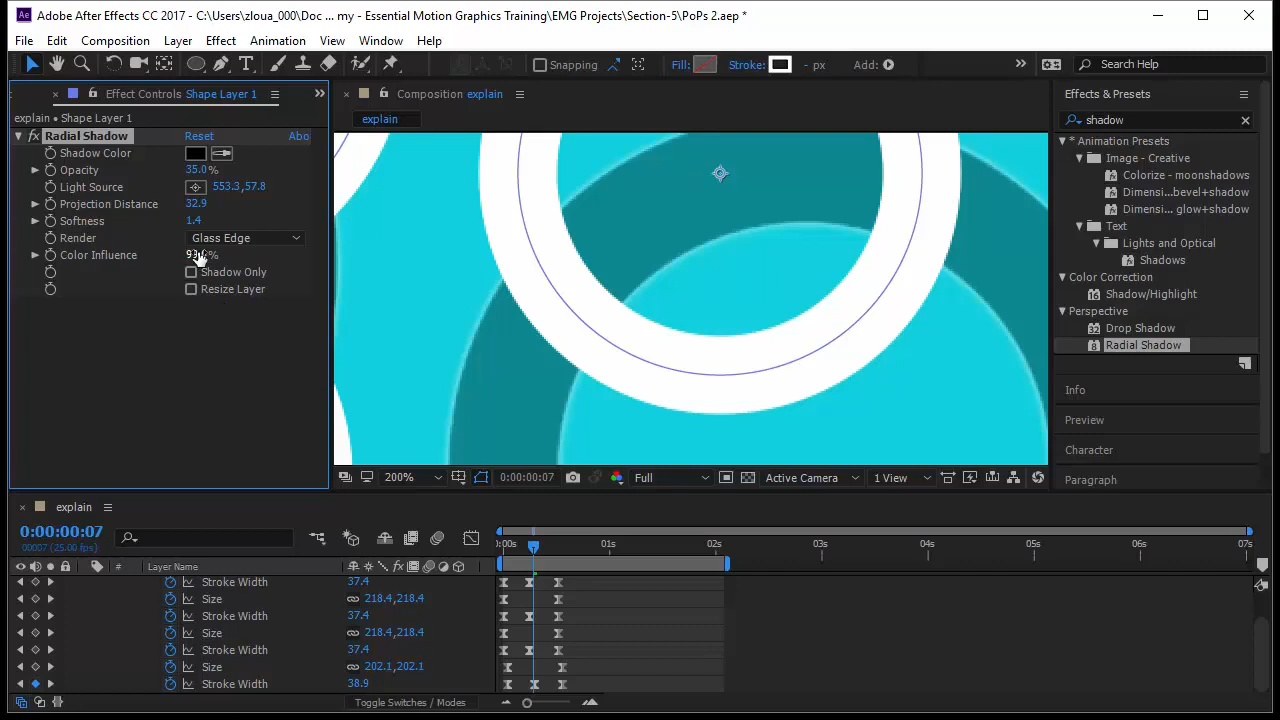 Adobe After Effects CC 2017 - C:\Users\zloua_000\Doc ... my - Essential Motion Graphics Training\EMG Projects\Section-5\PoPs 2.aep *
File Edit Composition Layer Effect Animation View Window Help
Snapping Fill: Stroke: - px Add: Search Help
Effect Controls Shape Layer 1
explain • Shape Layer 1
fx Radial Shadow Reset Abo
Shadow Color
Opacity 35.0%
Light Source 553.3,57.8
Projection Distance 32.9
Softness 1.4
Render Glass Edge
Color Influence
Shadow Only
Resize Layer
Composition explain
explain
200% 0:00:00:07 Full Active Camera 1 View
Effects & Presets
shadow
* Animation Presets
Image - Creative
Colorize - moonshadows
Dimensi...bevel+shadow
Dimensi... glow+shadow
Text
Lights and Optical
Shadows
Color Correction
Shadow/Highlight
Perspective
Drop Shadow
Radial Shadow
Info
Preview
Character
Paragraph
explain
0:00:00:07
00007 (25.00 fps)
:00s 01s 02s 03s 04s 05s 06s 07s
# Layer Name
Stroke Width 37.4
Size 218.4,218.4
Stroke Width 37.4
Size 218.4,218.4
Stroke Width 37.4
Size 202.1,202.1
Stroke Width 38.9
Toggle Switches / Modes